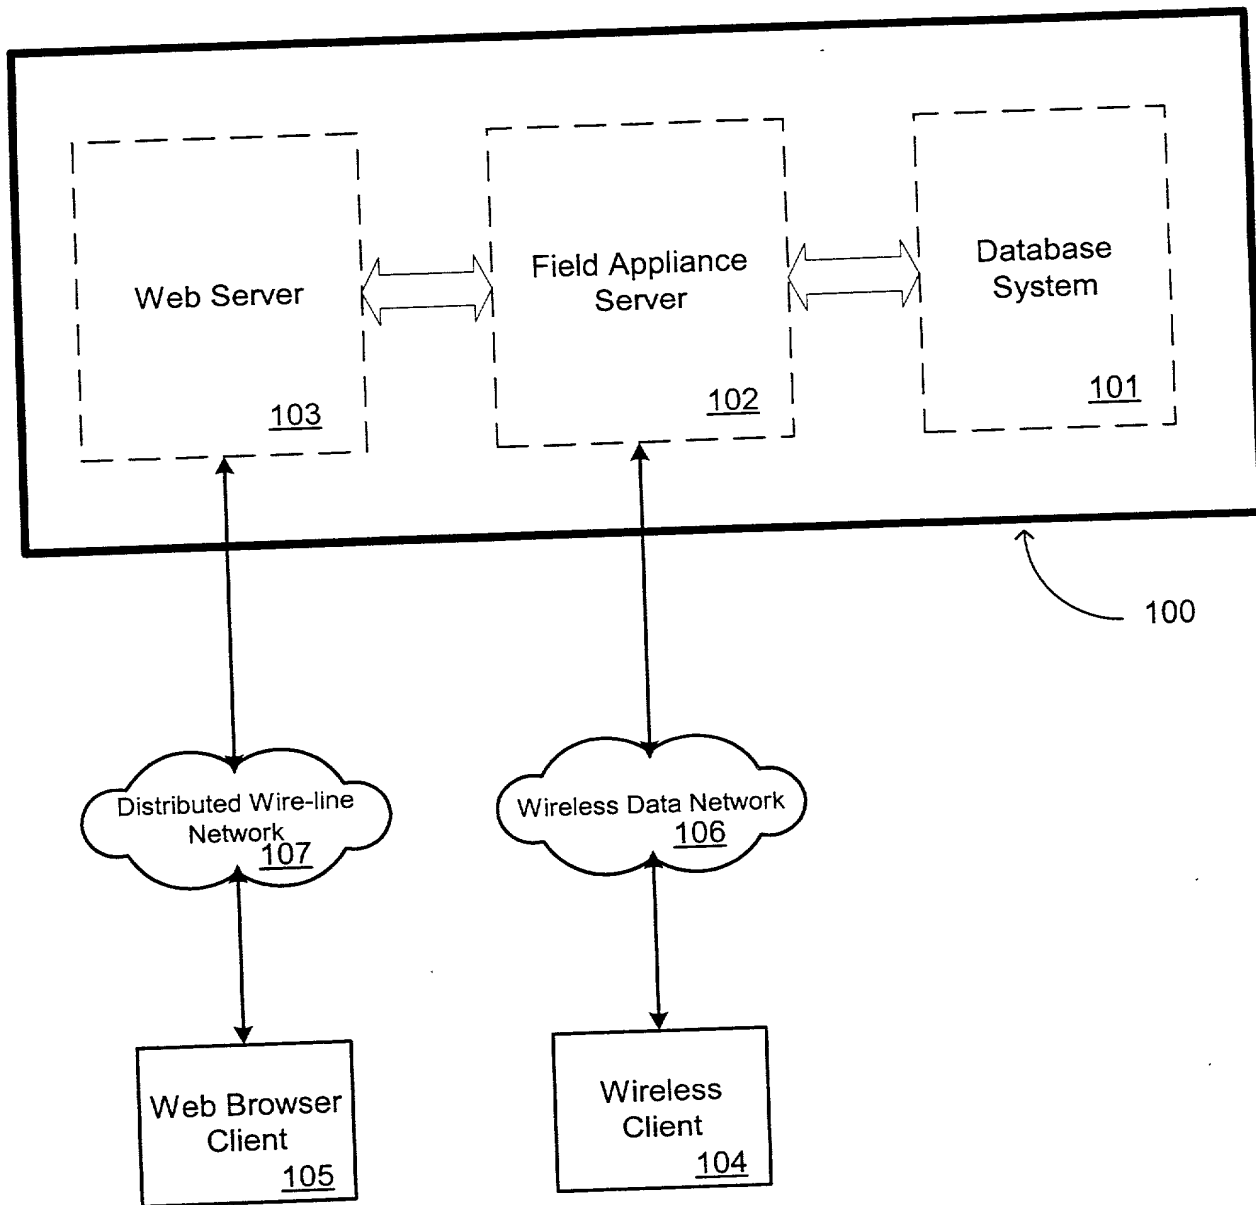 Web Server
103
Field Appliance
Server
102
Database
System
101
100
Distributed Wire-line
Network
107
Wireless Data Network
106
Web Browser
Client
105
Wireless
Client
104